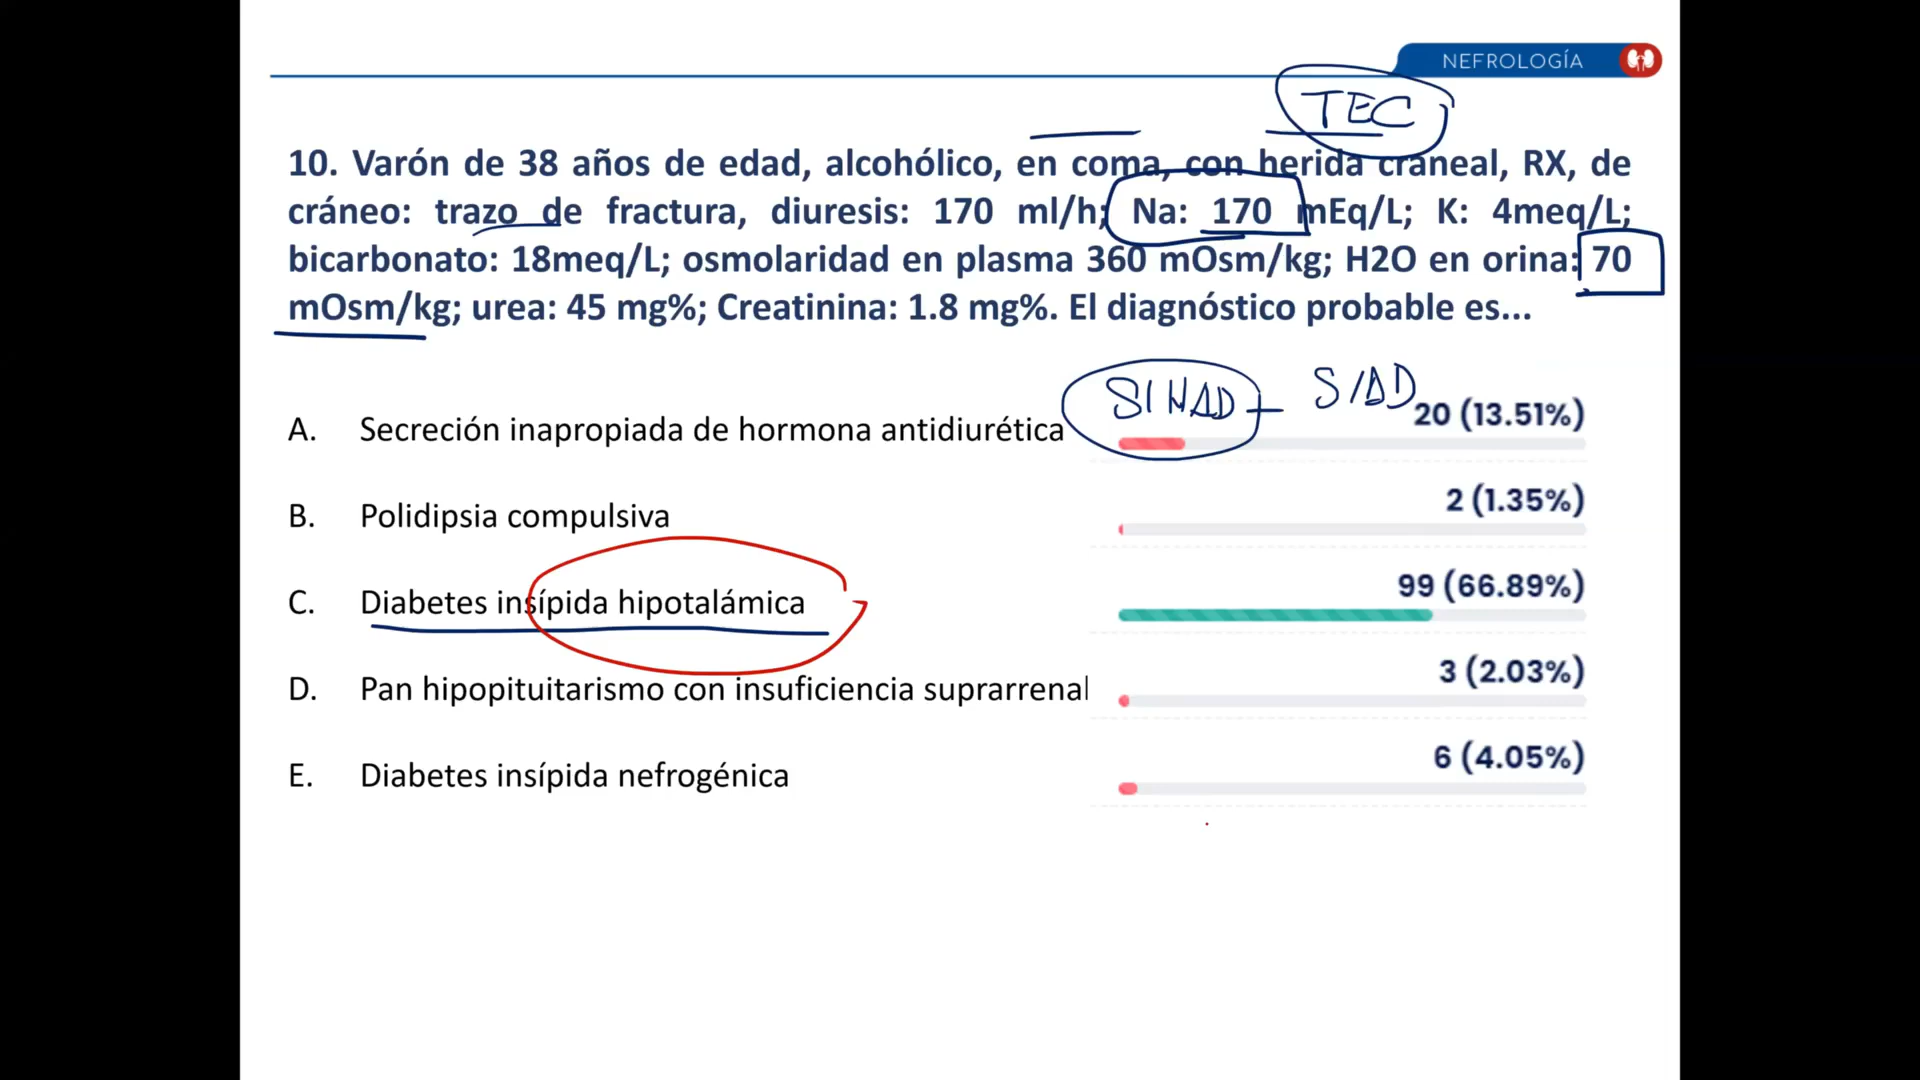 NEFROLOGÍA
TEC
10. Varón de 38 años de edad, alcohólico, en coma, con herida craneal, RX, de
cráneo: trazo de fractura, diuresis: 170 ml/h; Na: 170 mEq/L; K: 4meq/L;
bicarbonato: 18meq/L; osmolaridad en plasma 360 mOsm/kg; H2O en orina: 70
mOsm/kg; urea: 45 mg%; Creatinina: 1.8 mg%. El diagnóstico probable es...
SIHAD SIAD
A. Secreción inapropiada de hormona antidiurética 20 (13.51%)
B. Polidipsia compulsiva 2 (1.35%)
C. Diabetes insípida hipotalámica 99 (66.89%)
D. Pan hipopituitarismo con insuficiencia suprarrenal 3 (2.03%)
E. Diabetes insípida nefrogénica 6 (4.05%)